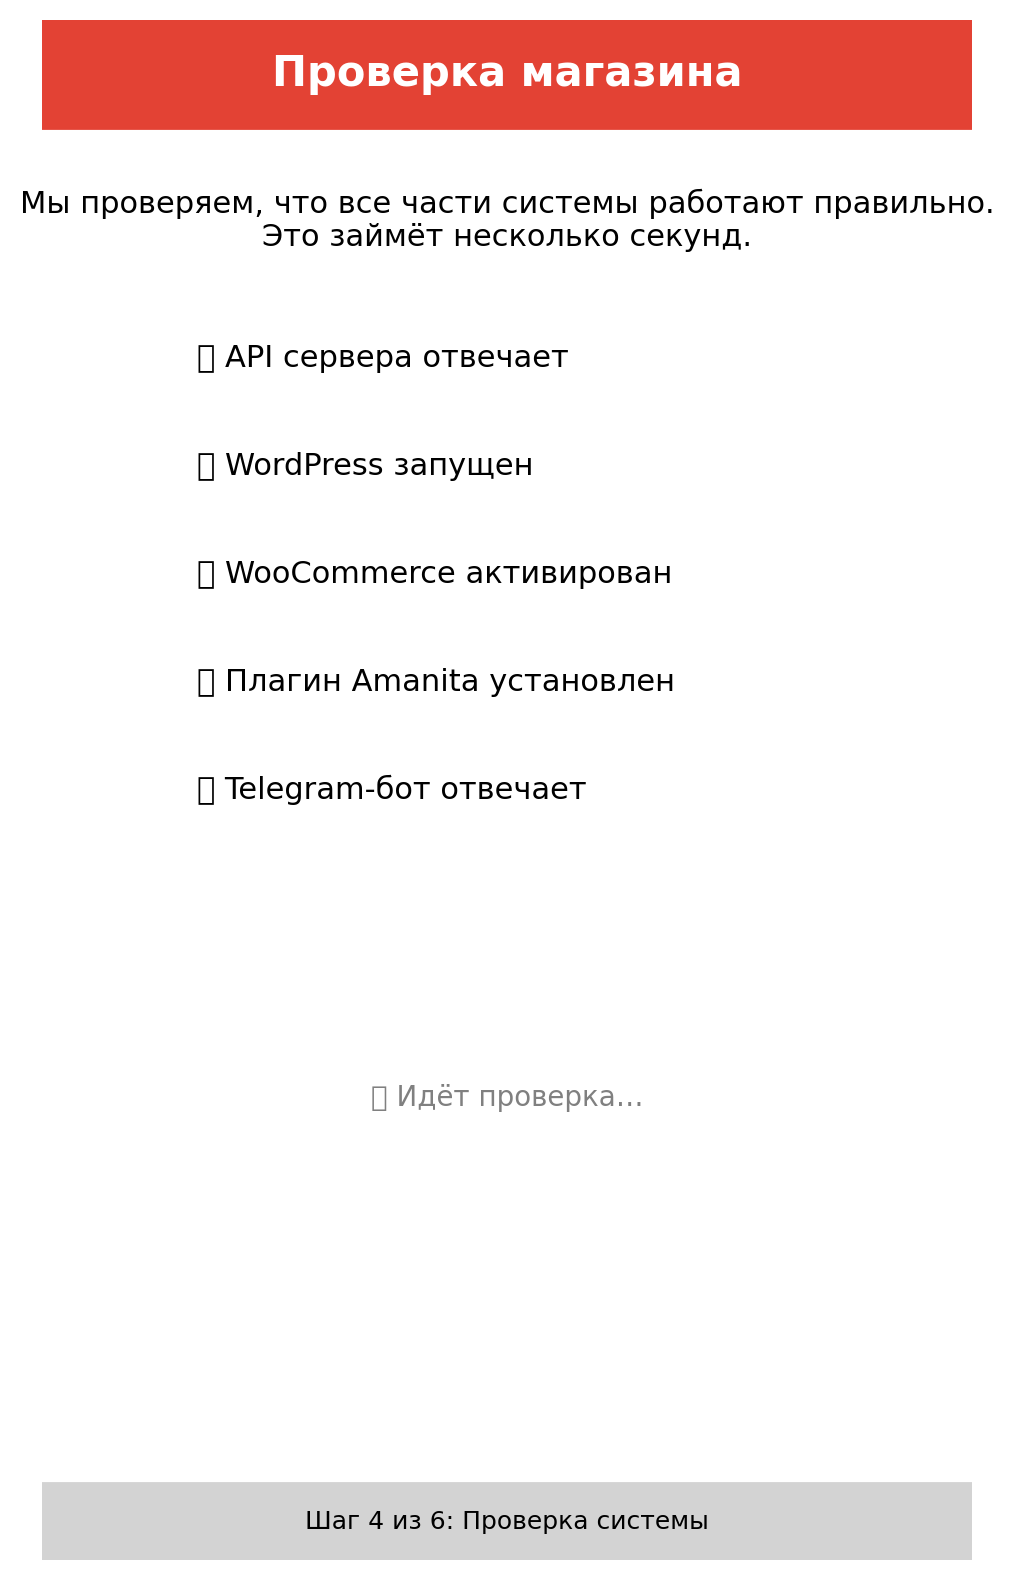 Проверка магазина
Мы проверяем, что все части системы работают правильно.
Это займёт несколько секунд.
API сервера отвечает
WordPress запущен
WooCommerce активирован
Плагин Amanita установлен
Telegram-бот отвечает
Идёт проверка...
Шаг 4 из 6: Проверка системы